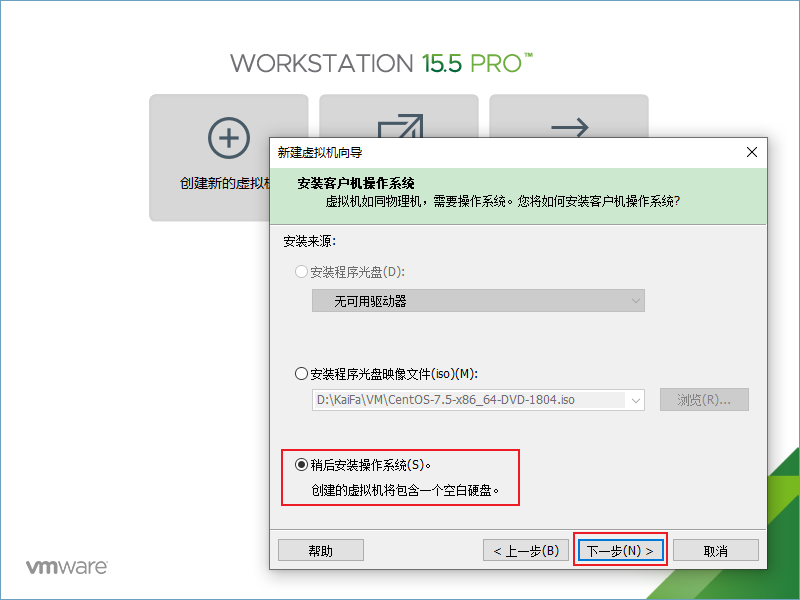 WORKSTATION 15.5 PRO™
创建新的虚拟机
新建虚拟机向导
安装客户机操作系统
虚拟机如同物理机，需要操作系统。您将如何安装客户机操作系统?
安装来源:
安装程序光盘(D):
无可用驱动器
安装程序光盘映像文件(iso)(M):
D:\KaiFa\VM\CentOS-7.5-x86_64-DVD-1804.iso
浏览(R)...
稍后安装操作系统(S)。
创建的虚拟机将包含一个空白硬盘。
帮助
< 上一步(B)
下一步(N) >
取消
vmware